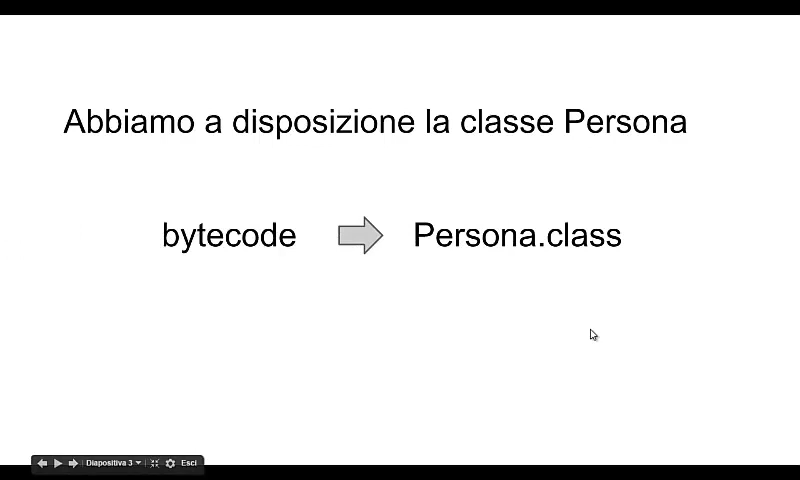 Abbiamo a disposizione la classe Persona
bytecode Persona.class
Diapositiva 3 Esci